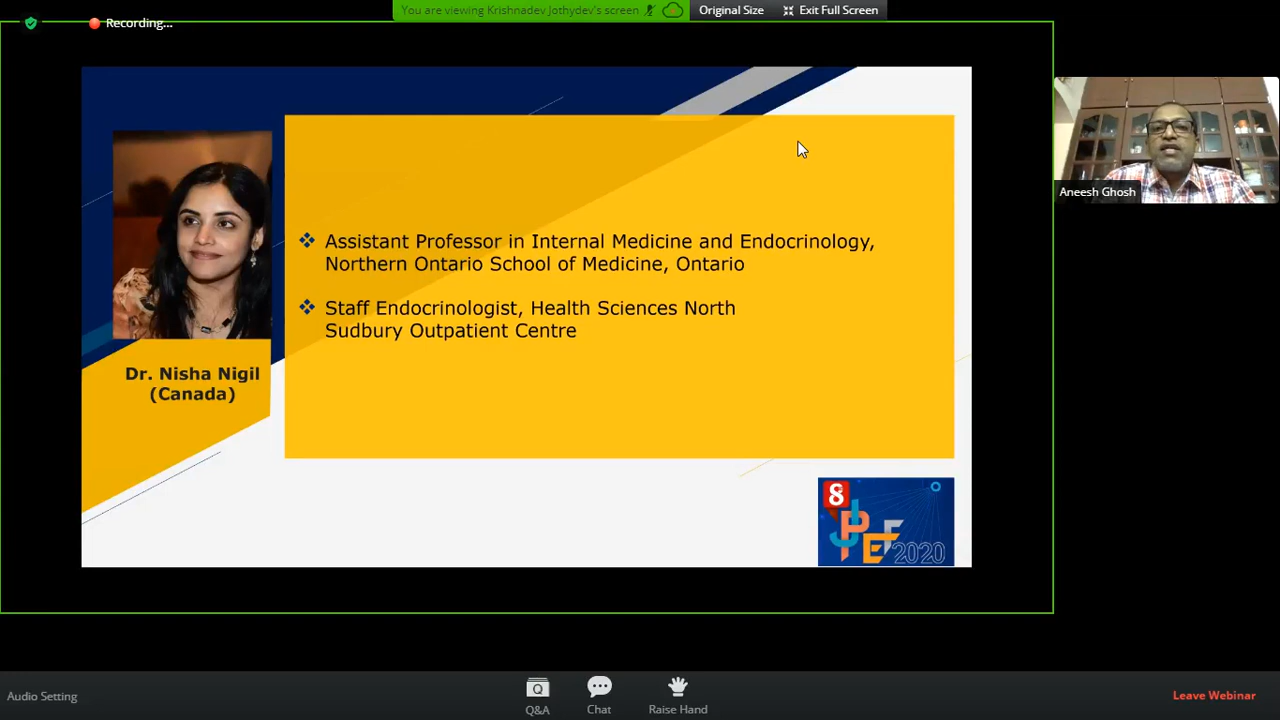 You are viewing Krishnadev Jothydev's screen
Original Size
Exit Full Screen
Recording...
Aneesh Ghosh
❖ Assistant Professor in Internal Medicine and Endocrinology,
Northern Ontario School of Medicine, Ontario
❖ Staff Endocrinologist, Health Sciences North
Sudbury Outpatient Centre
Dr. Nisha Nigil
(Canada)
8
JPEF
2020
Audio Setting
Q&A
Chat
Raise Hand
Leave Webinar